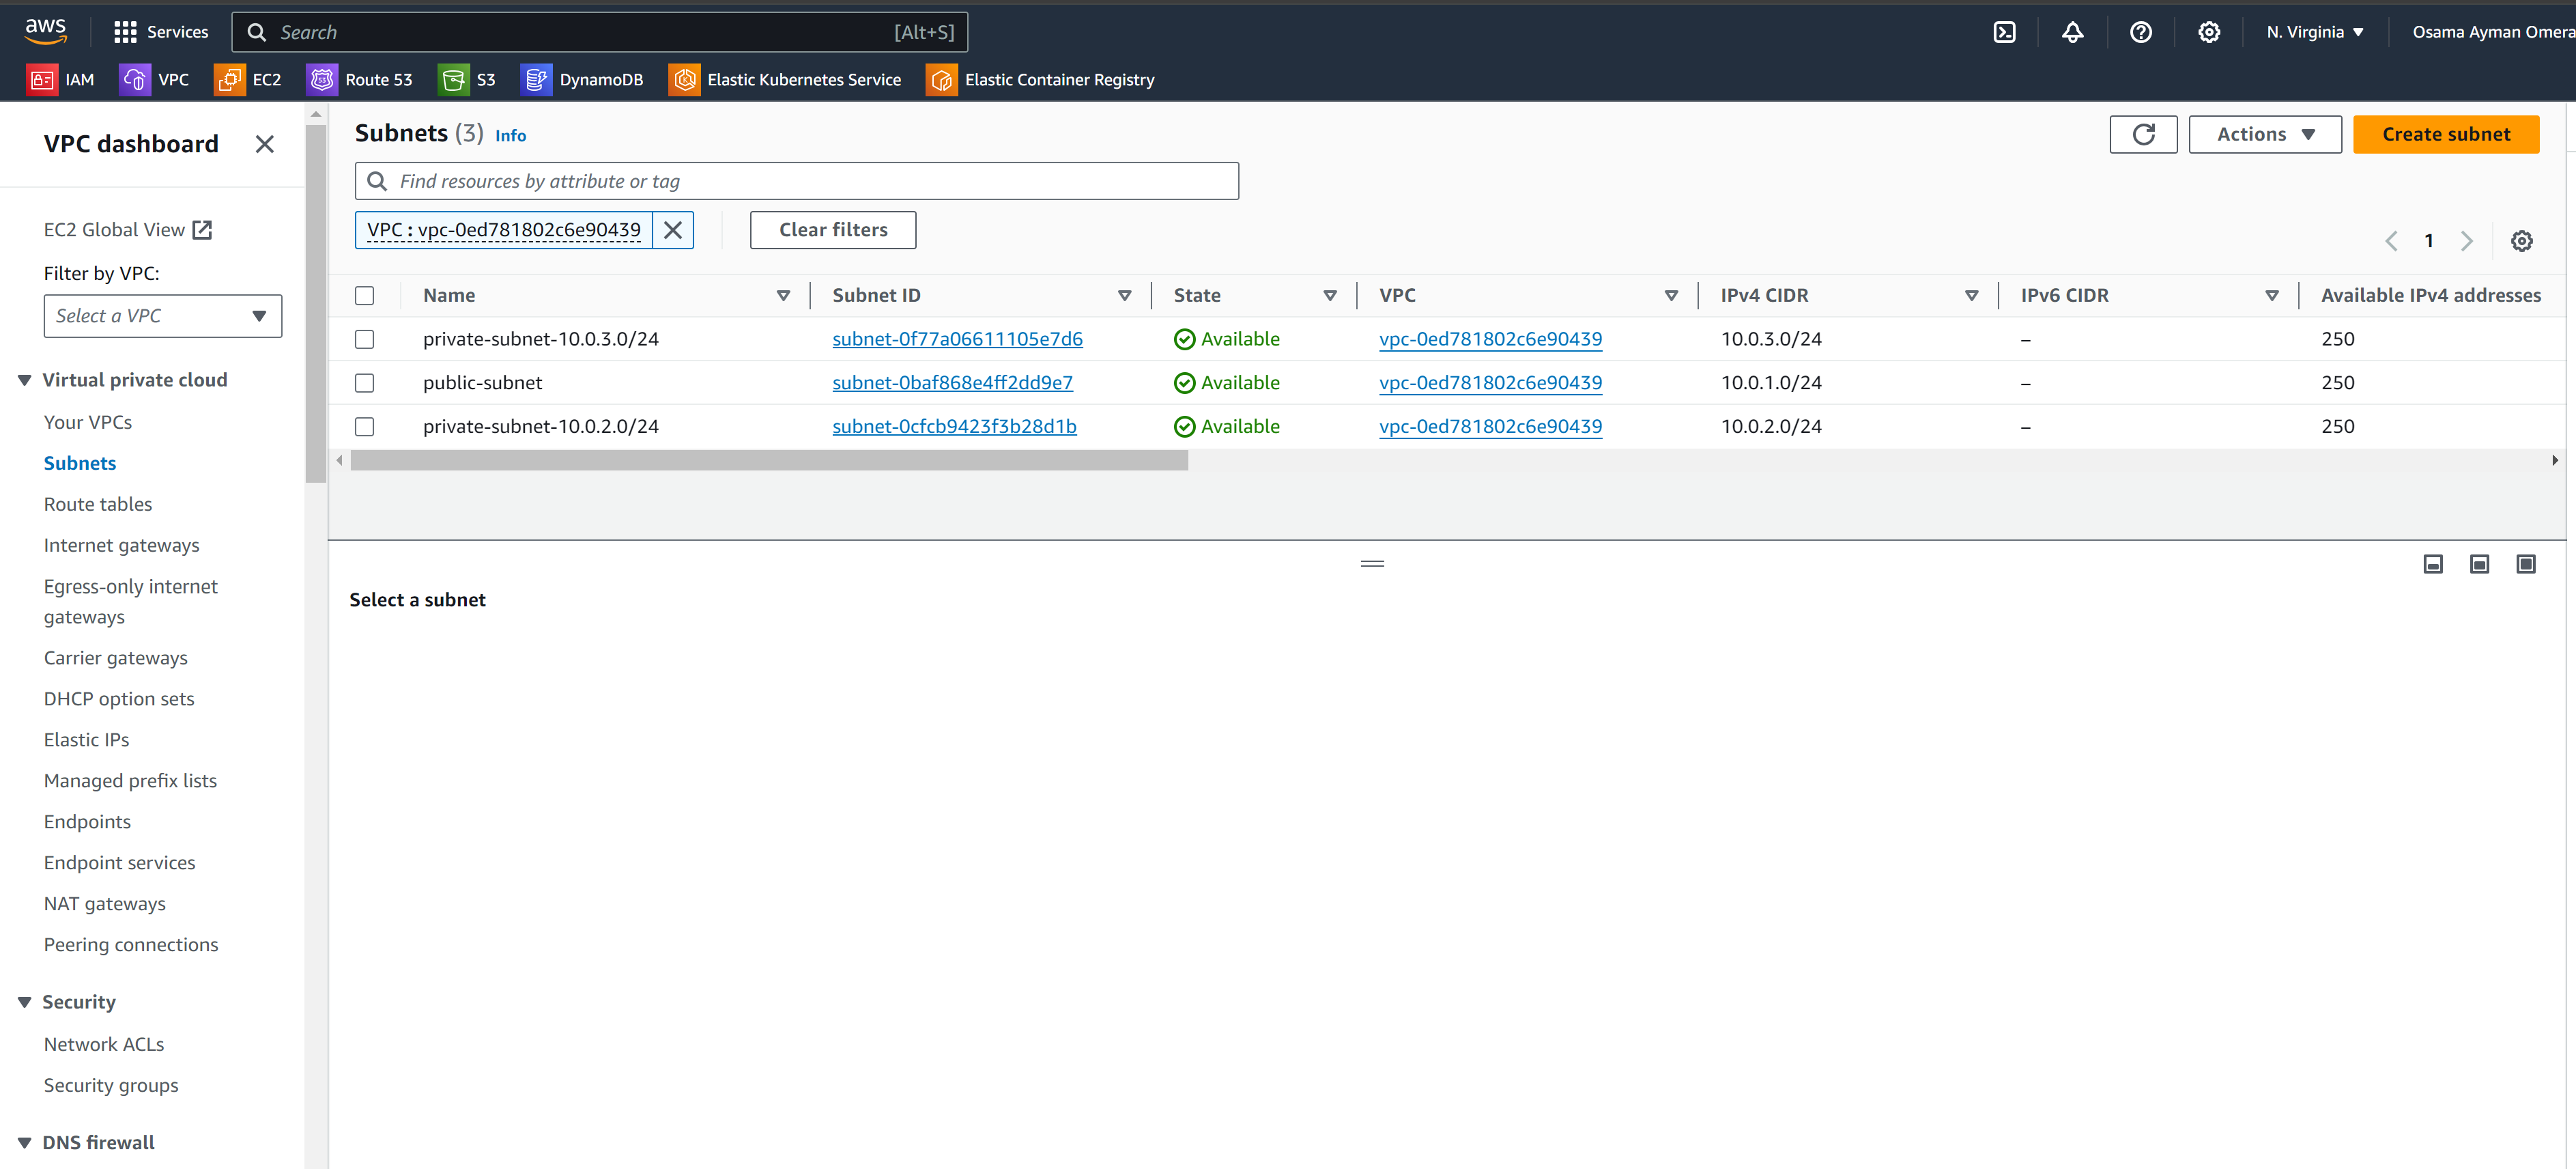 aws Services Search [Alt+S] N. Virginia Osama Ayman Omera
IAM VPC EC2 Route 53 S3 DynamoDB Elastic Kubernetes Service Elastic Container Registry
VPC dashboard
EC2 Global View
Filter by VPC:
Select a VPC
Virtual private cloud
Your VPCs
Subnets
Route tables
Internet gateways
Egress-only internet
gateways
Carrier gateways
DHCP option sets
Elastic IPs
Managed prefix lists
Endpoints
Endpoint services
NAT gateways
Peering connections
Security
Network ACLs
Security groups
DNS firewall
Subnets (3) Info
Actions Create subnet
Find resources by attribute or tag
VPC : vpc-0ed781802c6e90439 Clear filters
1
Name Subnet ID State VPC IPv4 CIDR IPv6 CIDR Available IPv4 addresses
private-subnet-10.0.3.0/24 subnet-0f77a06611105e7d6 Available vpc-0ed781802c6e90439 10.0.3.0/24 – 250
public-subnet subnet-0baf868e4ff2dd9e7 Available vpc-0ed781802c6e90439 10.0.1.0/24 – 250
private-subnet-10.0.2.0/24 subnet-0cfcb9423f3b28d1b Available vpc-0ed781802c6e90439 10.0.2.0/24 – 250
Select a subnet